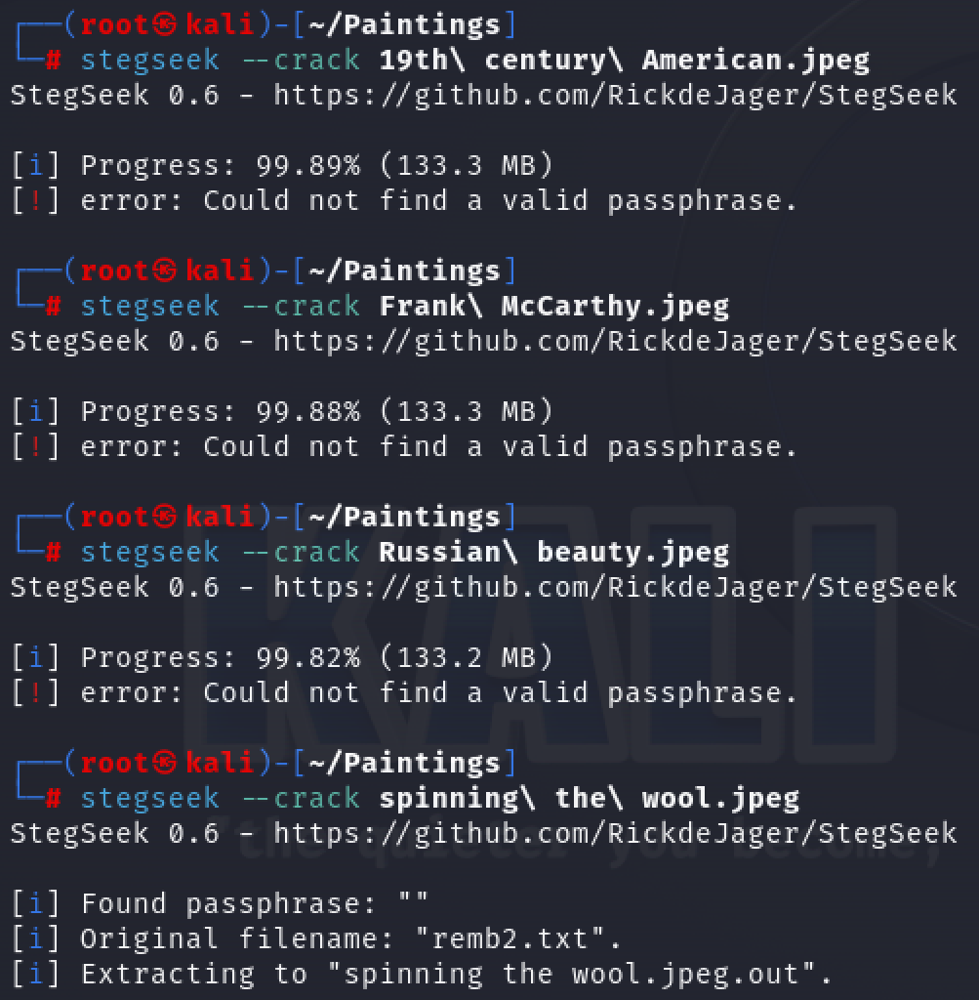 ┌──(root㉿kali)-[~/Paintings]
└─# stegseek --crack 19th\ century\ American.jpeg
StegSeek 0.6 - https://github.com/RickdeJager/StegSeek

[i] Progress: 99.89% (133.3 MB)
[!] error: Could not find a valid passphrase.

┌──(root㉿kali)-[~/Paintings]
└─# stegseek --crack Frank\ McCarthy.jpeg
StegSeek 0.6 - https://github.com/RickdeJager/StegSeek

[i] Progress: 99.88% (133.3 MB)
[!] error: Could not find a valid passphrase.

┌──(root㉿kali)-[~/Paintings]
└─# stegseek --crack Russian\ beauty.jpeg
StegSeek 0.6 - https://github.com/RickdeJager/StegSeek

[i] Progress: 99.82% (133.2 MB)
[!] error: Could not find a valid passphrase.

KALI

┌──(root㉿kali)-[~/Paintings]
└─# stegseek --crack spinning\ the\ wool.jpeg
StegSeek 0.6 - https://github.com/RickdeJager/StegSeek
"the quieter you become,

[i] Found passphrase: ""
[i] Original filename: "remb2.txt".
[i] Extracting to "spinning the wool.jpeg.out".